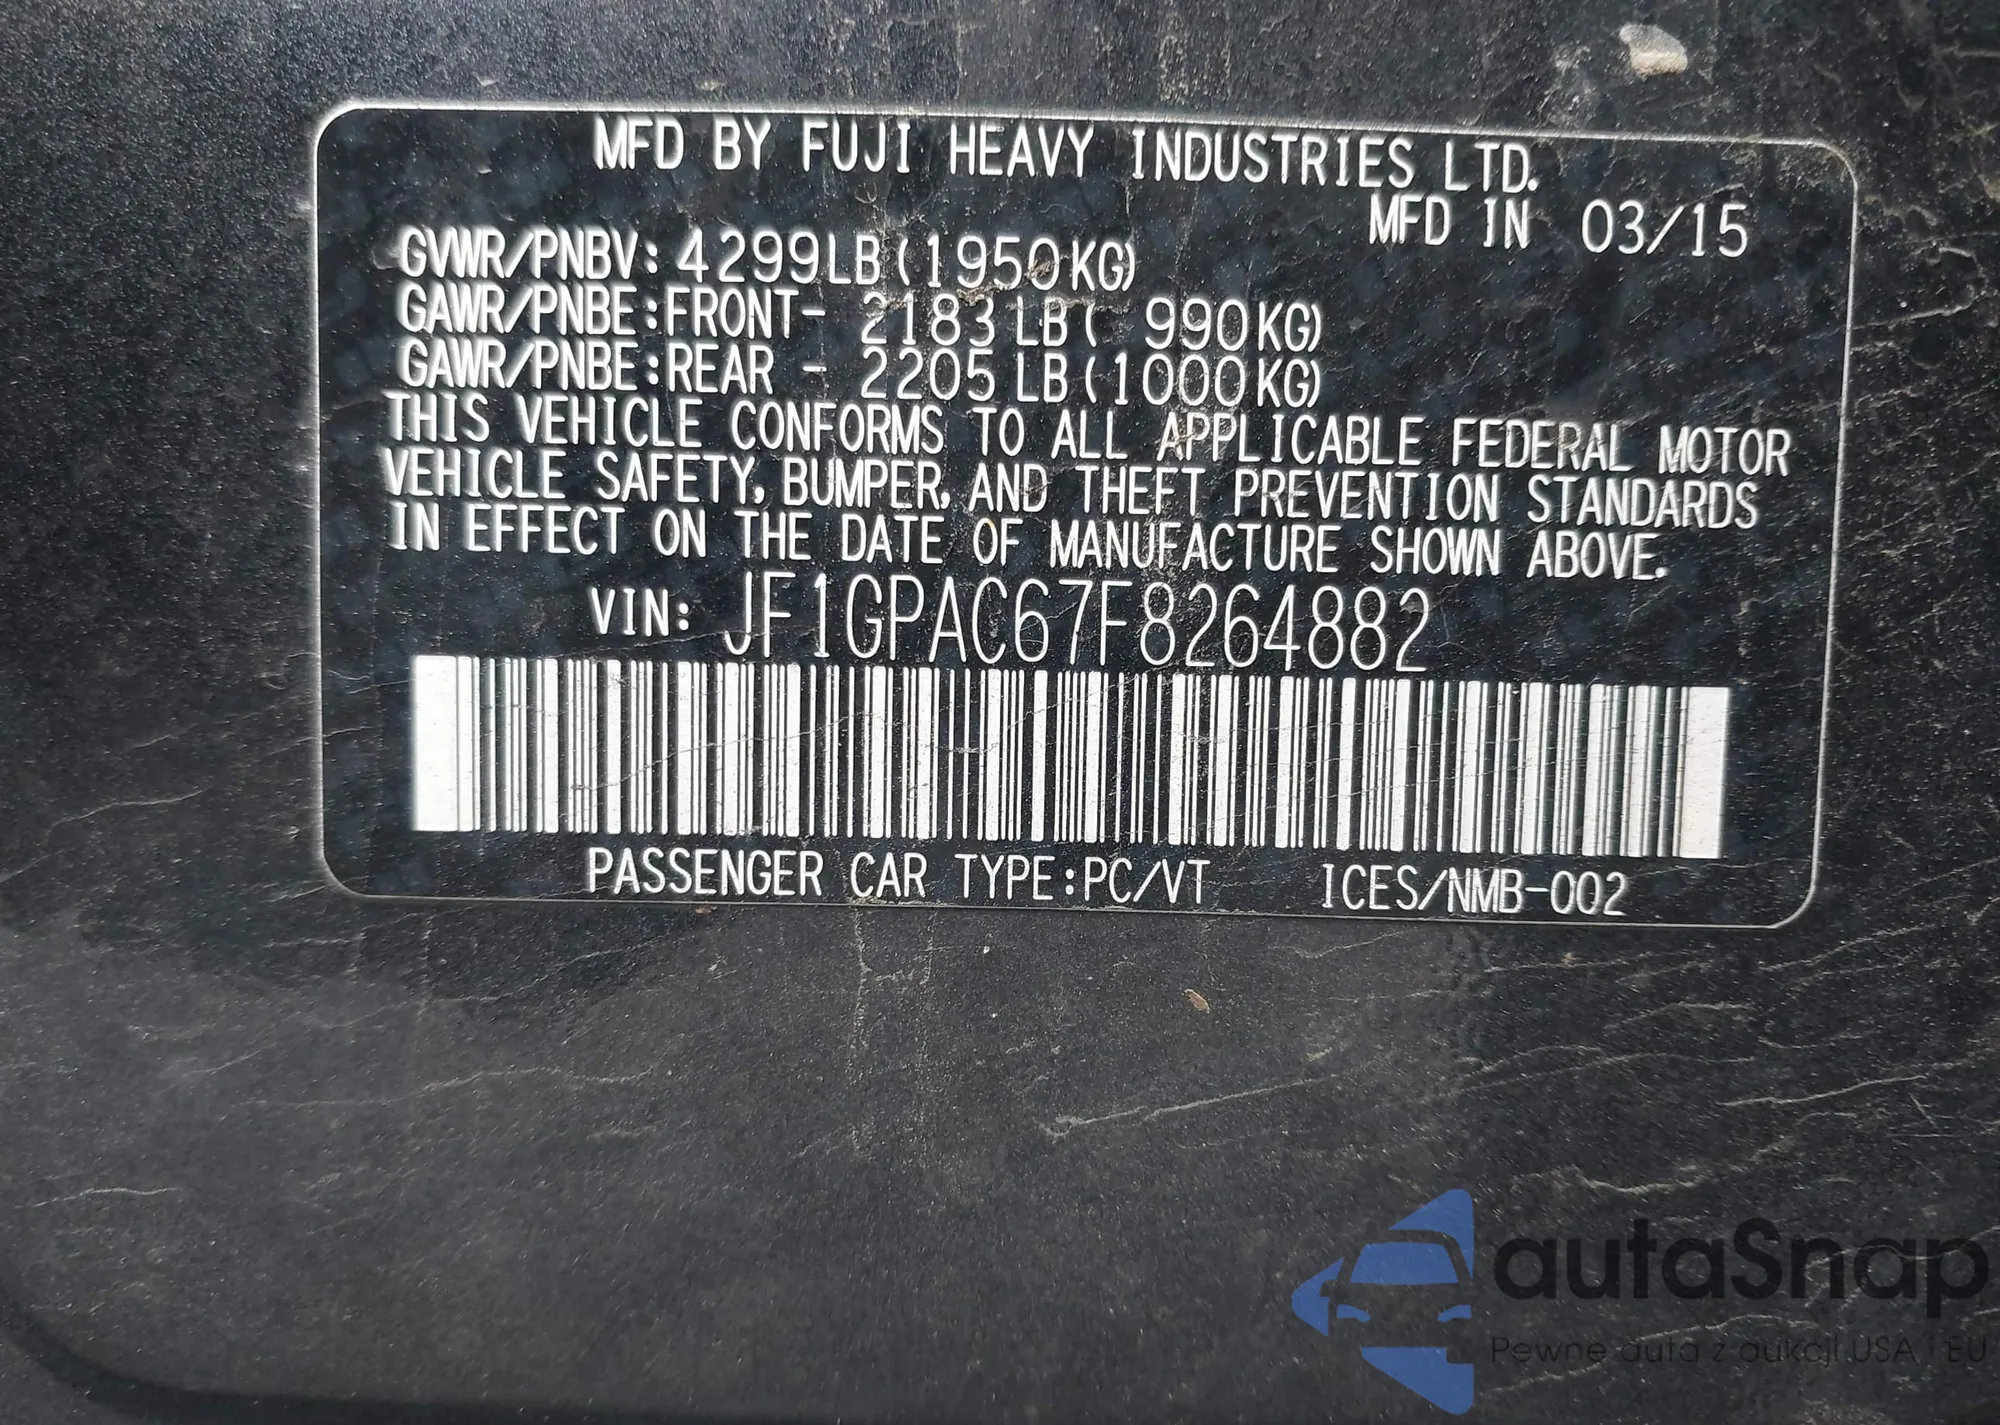 MFD BY FUJI HEAVY INDUSTRIES LTD.
MFD IN 03/15
GVWR/PNBV: 4299LB (1950KG)
GAWR/PNBE:FRONT- 2183 LB ( 990KG)
GAWR/PNBE:REAR - 2205 LB (1000KG)
THIS VEHICLE CONFORMS TO ALL APPLICABLE FEDERAL MOTOR
VEHICLE SAFETY, BUMPER, AND THEFT PREVENTION STANDARDS
IN EFFECT ON THE DATE OF MANUFACTURE SHOWN ABOVE.
VIN: JF1GPAC67F8264882
PASSENGER CAR TYPE:PC/VT ICES/NMB-002
autaSnap
Pewne auta z aukcji USA i EU